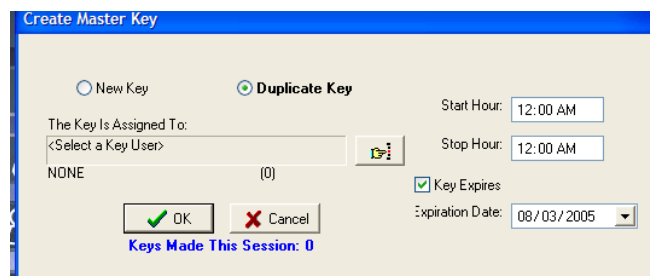 Create Master Key
New Key
Duplicate Key
The Key Is Assigned To:
<Select a Key User>
NONE (0)
OK
Cancel
Keys Made This Session: 0
Start Hour: 12:00 AM
Stop Hour: 12:00 AM
Key Expires
Expiration Date: 08/03/2005